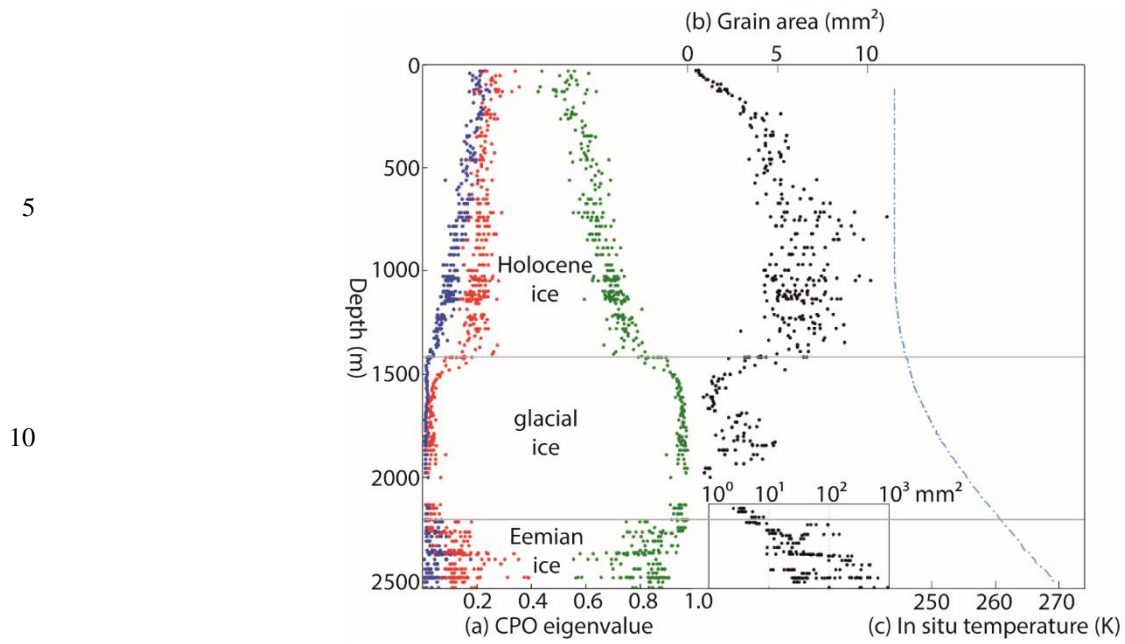 (b) Grain area (mm²)
0 5 10
0
500
5
Holocene
ice
1000
Depth (m)
1500
glacial
ice
10
2000
10⁰ 10¹ 10² 10³ mm²
Eemian
ice
2500
0.2 0.4 0.6 0.8 1.0 250 260 270
(a) CPO eigenvalue (c) In situ temperature (K)